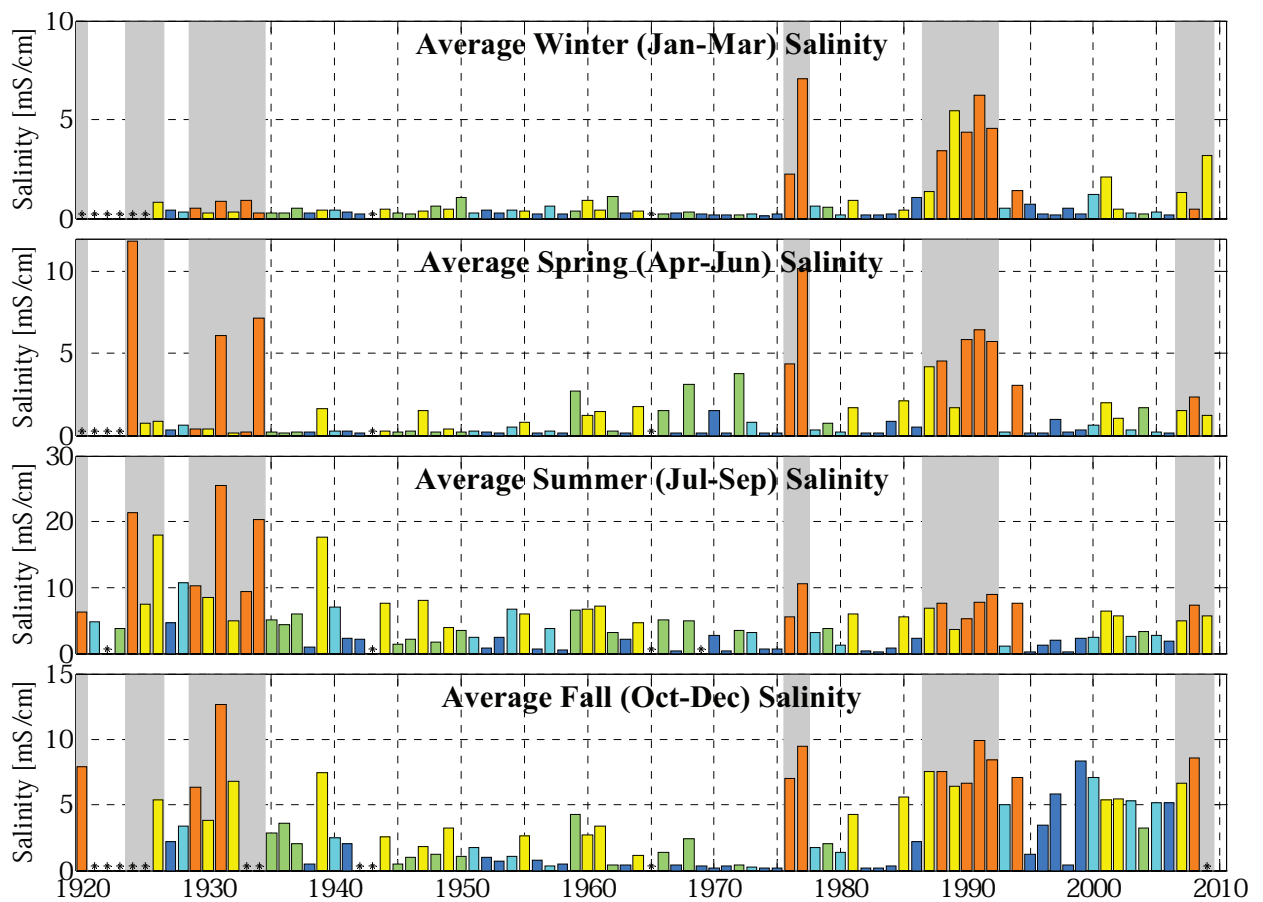 10
Average Winter (Jan-Mar) Salinity
Salinity [mS/cm]
5
0
* * * * * * * *
Average Spring (Apr-Jun) Salinity
10
Salinity [mS/cm]
5
0
* * * * * *
30
Average Summer (Jul-Sep) Salinity
Salinity [mS/cm]
20
10
0
* * * *
15
Average Fall (Oct-Dec) Salinity
Salinity [mS/cm]
10
5
0
* * * * * * * * * * * *
1920 1930 1940 1950 1960 1970 1980 1990 2000 2010